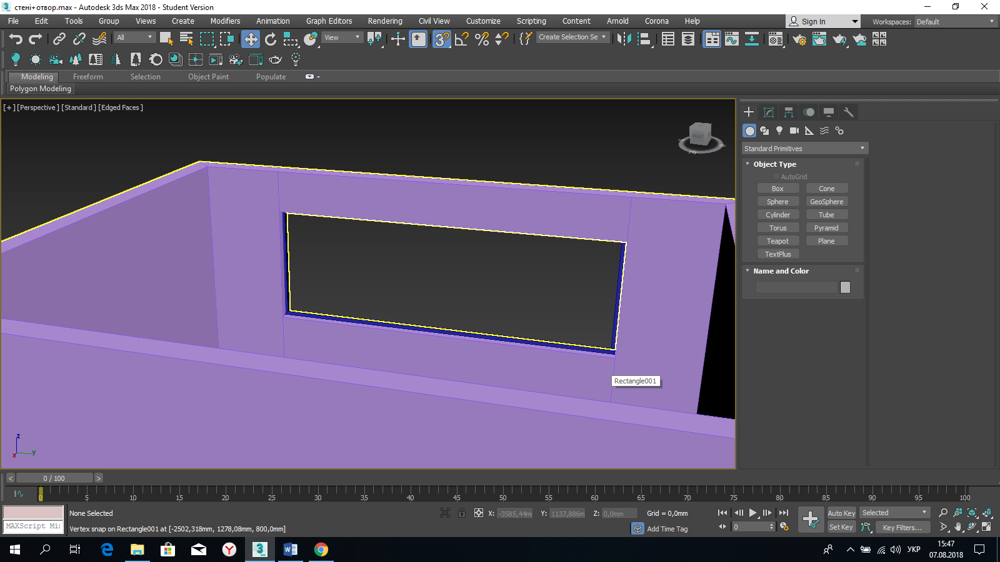 стені+отвор.max - Autodesk 3ds Max 2018 - Student Version
File Edit Tools Group Views Create Modifiers Animation Graph Editors Rendering Civil View Customize Scripting Content Arnold Corona Help
Sign In
Workspaces: Default
All
View
Create Selection Se
Modeling Freeform Selection Object Paint Populate
Polygon Modeling
[+] [Perspective] [Standard] [Edged Faces]
RIGHT
Standard Primitives
Object Type
AutoGrid
Box Cone
Sphere GeoSphere
Cylinder Tube
Torus Pyramid
Teapot Plane
TextPlus
Name and Color
Rectangle001
z
x y
< 0 / 100 >
0 5 10 15 20 25 30 35 40 45 50 55 60 65 70 75 80 85 90 95 100
None Selected
X: -3585,44m Y: 1137,886m Z: 0,0mm Grid = 0,0mm
Auto Key Selected
MAXScript Mi
Vertex snap on Rectangle001 at [-2502,318mm, 1278,08mm, 800,0mm]
Add Time Tag
0
Set Key Key Filters...
УКР
15:47
07.08.2018